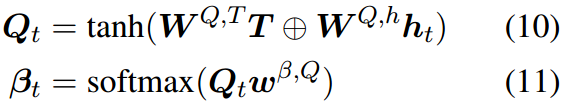 Q_t = tanh(W^{Q,T} T ⊕ W^{Q,h} h_t) (10)
β_t = softmax(Q_t w^{β,Q}) (11)